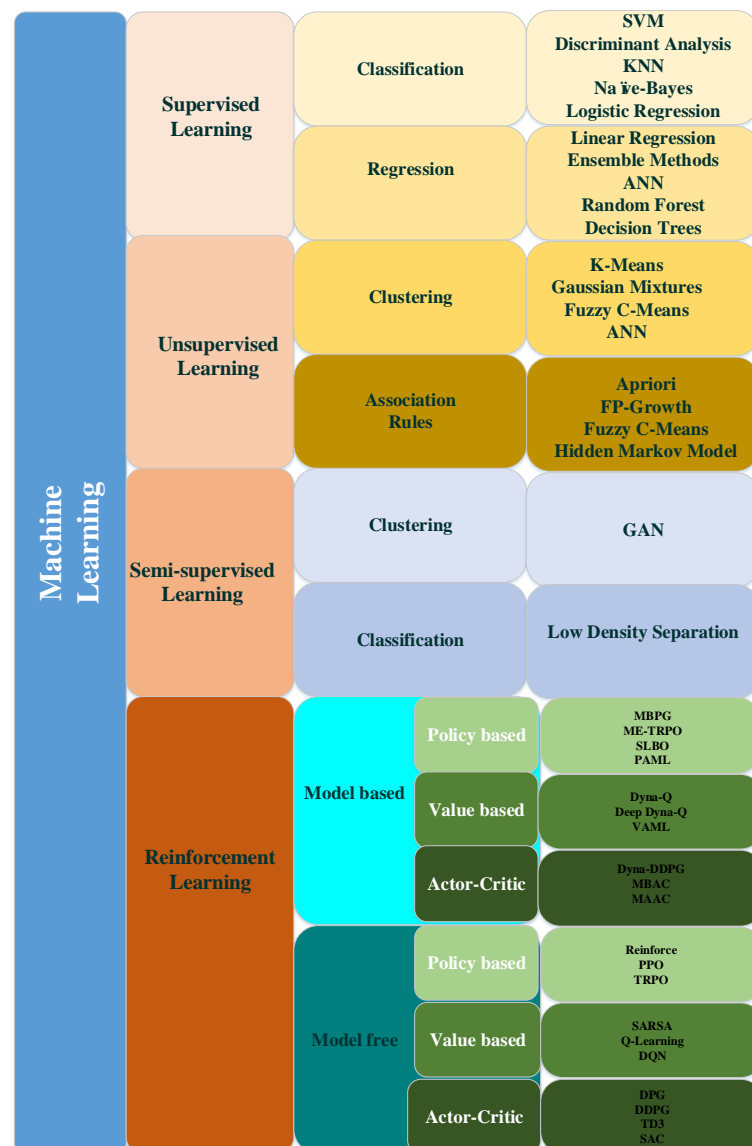 Machine
Learning
Supervised
Learning
Classification
SVM
Discriminant Analysis
KNN
Naïve-Bayes
Logistic Regression
Regression
Linear Regression
Ensemble Methods
ANN
Random Forest
Decision Trees
Unsupervised
Learning
Clustering
K-Means
Gaussian Mixtures
Fuzzy C-Means
ANN
Association
Rules
Apriori
FP-Growth
Fuzzy C-Means
Hidden Markov Model
Semi-supervised
Learning
Clustering
GAN
Classification
Low Density Separation
Reinforcement
Learning
Model based
Policy based
MBPG
ME-TRPO
SLBO
PAML
Value based
Dyna-Q
Deep Dyna-Q
VAML
Actor-Critic
Dyna-DDPG
MBAC
MAAC
Model free
Policy based
Reinforce
PPO
TRPO
Value based
SARSA
Q-Learning
DQN
Actor-Critic
DPG
DDPG
TD3
SAC